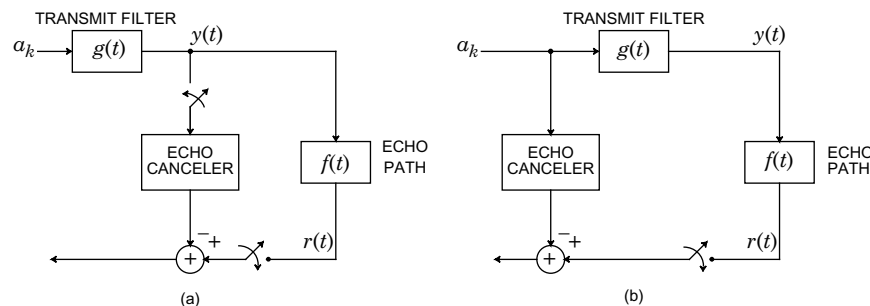 TRANSMIT FILTER
a_k
g(t)
y(t)
ECHO
CANCELER
f(t)
ECHO
PATH
−
+
+
r(t)
(a)
TRANSMIT FILTER
a_k
g(t)
y(t)
ECHO
CANCELER
f(t)
ECHO
PATH
−
+
+
r(t)
(b)